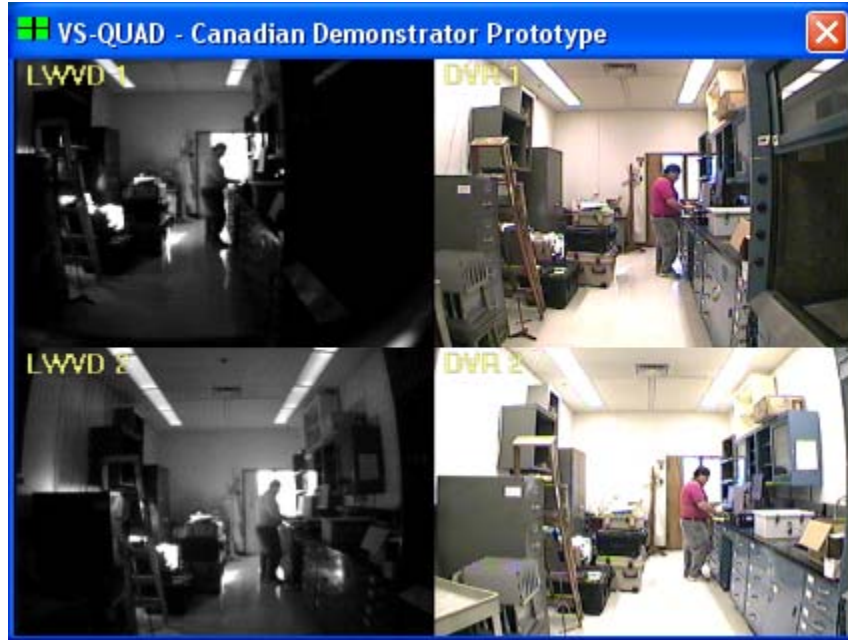 VS-QUAD - Canadian Demonstrator Prototype
LWVD 1
DVR 1
LWVD 2
DVR 2